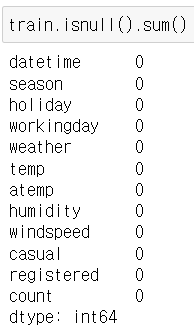 train.isnull().sum()
datetime 0
season 0
holiday 0
workingday 0
weather 0
temp 0
atemp 0
humidity 0
windspeed 0
casual 0
registered 0
count 0
dtype: int64